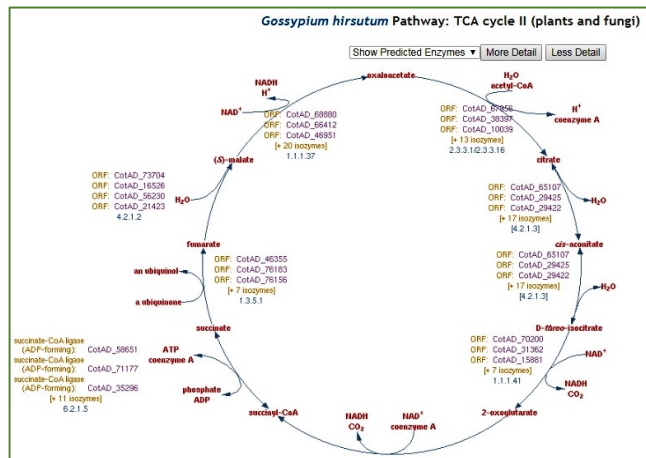 Gossypium hirsutum Pathway: TCA cycle II (plants and fungi)
Show Predicted Enzymes
More Detail
Less Detail
oxaloacetate
H2O
acetyl-CoA
H+
coenzyme A
ORF: CotAD_67856
ORF: CotAD_38397
ORF: CotAD_10039
[+ 13 isozymes]
2.3.3.1/2.3.3.16
citrate
ORF: CotAD_65107
ORF: CotAD_29425
ORF: CotAD_29422
[+ 17 isozymes]
[4.2.1.3]
H2O
cis-aconitate
ORF: CotAD_65107
ORF: CotAD_29425
ORF: CotAD_29422
[+ 17 isozymes]
[4.2.1.3]
H2O
D-threo-isocitrate
ORF: CotAD_70200
ORF: CotAD_31362
ORF: CotAD_15881
[+ 7 isozymes]
1.1.1.41
NAD+
NADH
CO2
2-oxoglutarate
NAD+
coenzyme A
NADH
CO2
succinyl-CoA
phosphate
ADP
ATP
coenzyme A
succinate-CoA ligase
(ADP-forming): CotAD_58651
succinate-CoA ligase
(ADP-forming): CotAD_71177
succinate-CoA ligase
(ADP-forming): CotAD_35296
[+ 11 isozymes]
6.2.1.5
succinate
a ubiquinone
an ubiquinol
ORF: CotAD_46355
ORF: CotAD_76183
ORF: CotAD_76156
[+ 7 isozymes]
1.3.5.1
fumarate
H2O
ORF: CotAD_73704
ORF: CotAD_16526
ORF: CotAD_56230
ORF: CotAD_21423
4.2.1.2
(S)-malate
NAD+
NADH
H+
ORF: CotAD_68880
ORF: CotAD_66412
ORF: CotAD_46951
[+ 20 isozymes]
1.1.1.37